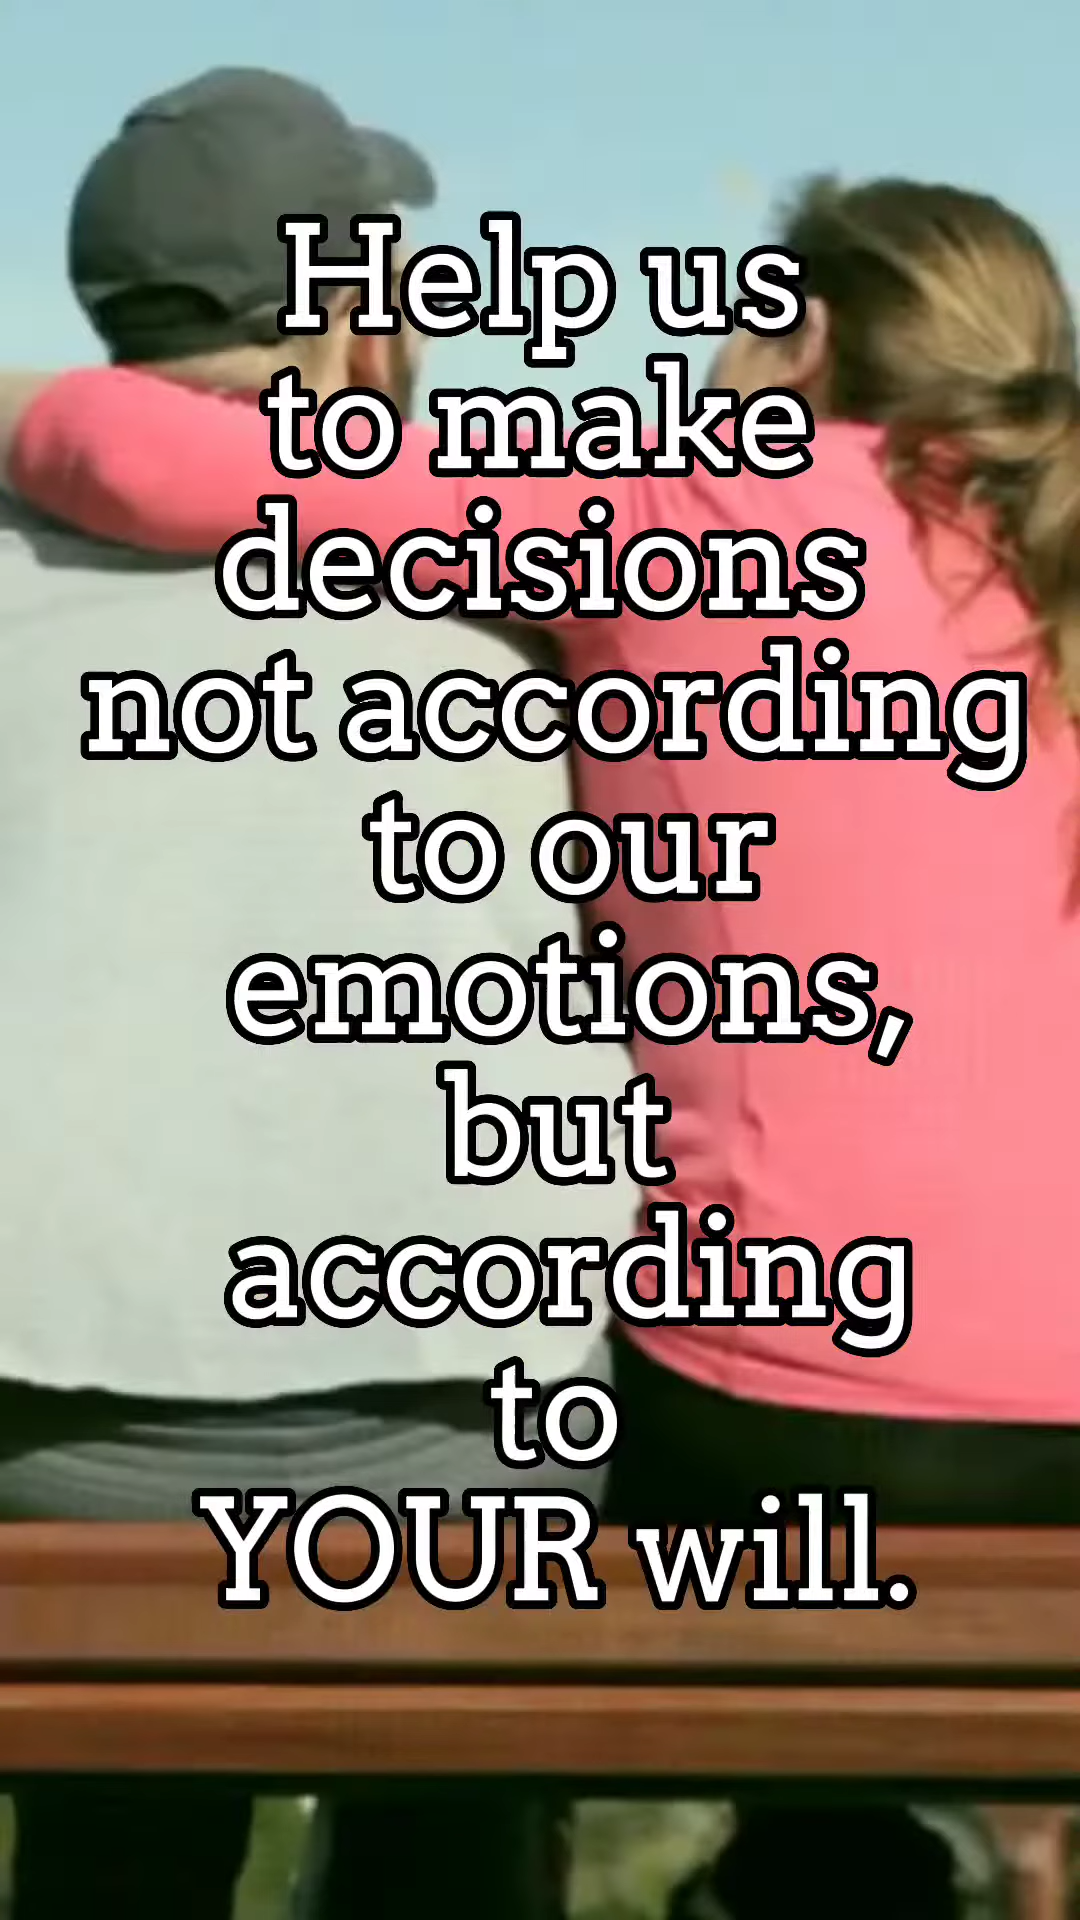 Help us
to make
decisions
not according
to our
emotions,
but
according
to
YOUR will.